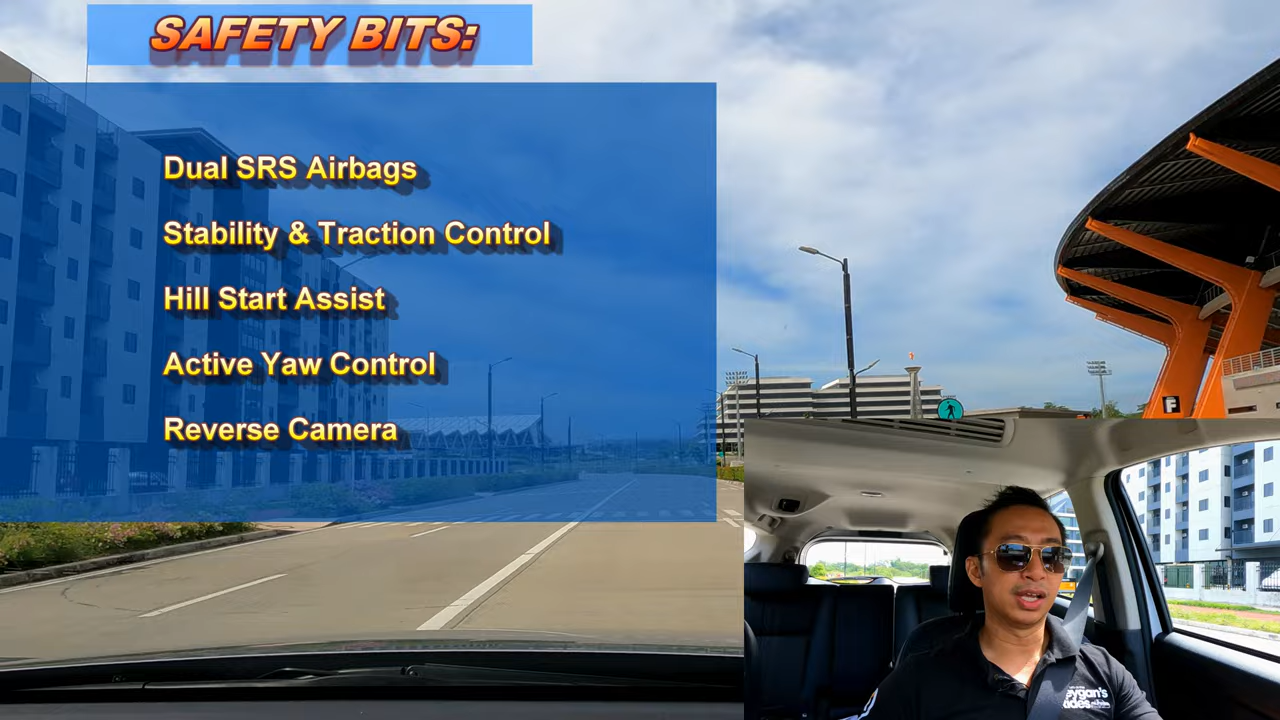 SAFETY BITS:
Dual SRS Airbags
Stability & Traction Control
Hill Start Assist
Active Yaw Control
Reverse Camera
F